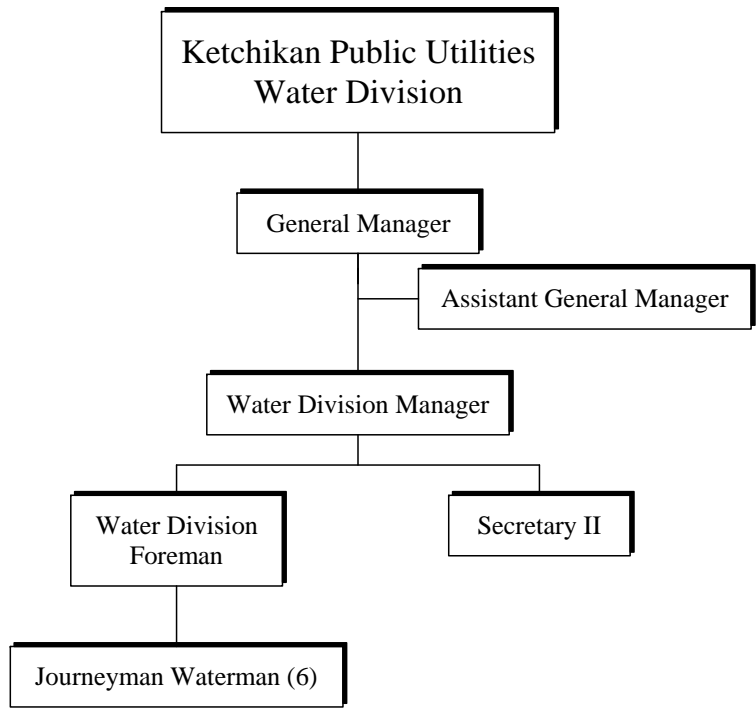 Ketchikan Public Utilities
Water Division
General Manager
Assistant General Manager
Water Division Manager
Water Division
Foreman
Secretary II
Journeyman Waterman (6)